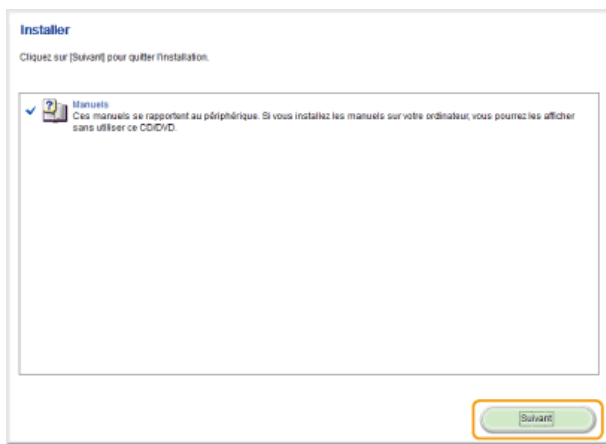 Installer
Cliquez sur [Suivant] pour quitter l'installation.
Manuels
Ces manuels se rapportent au périphérique. Si vous installez les manuels sur votre ordinateur, vous pourrez les afficher
sans utiliser ce CD/DVD.
Suivant